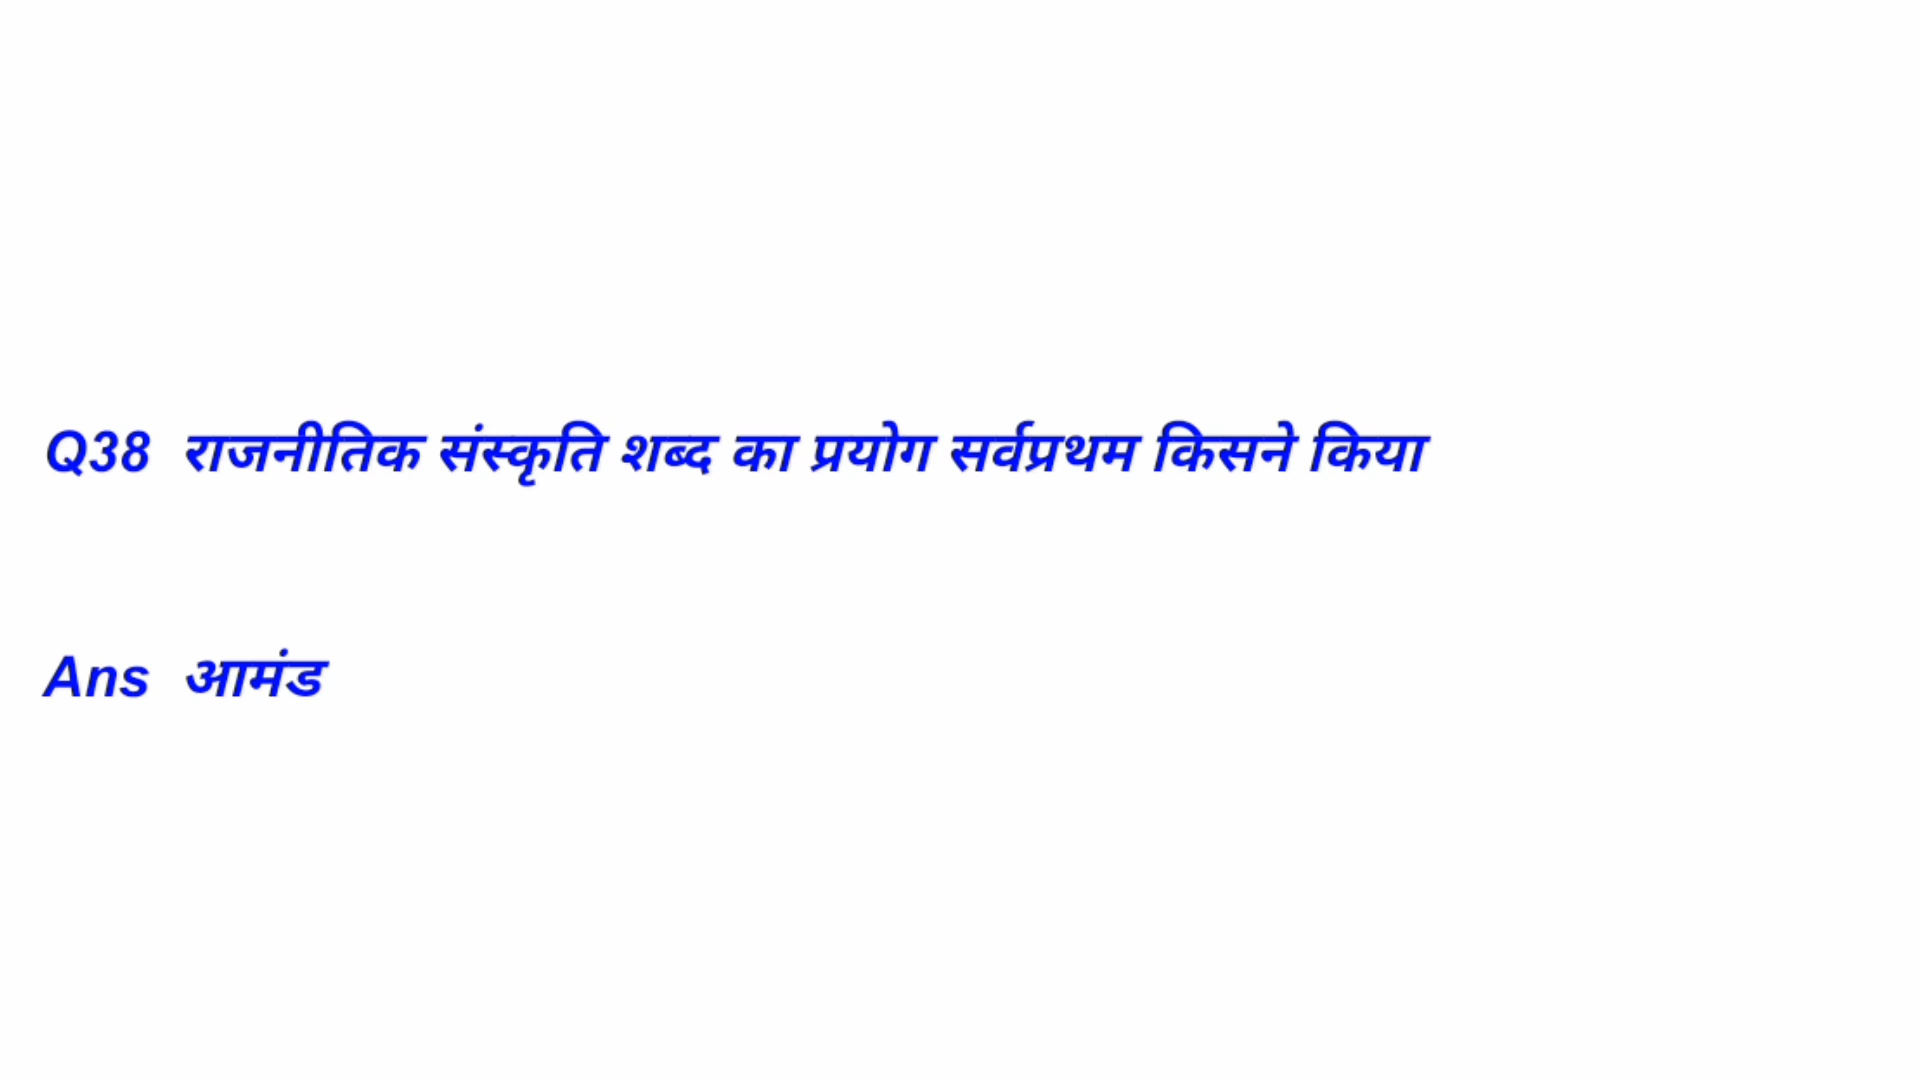 Q38 राजनीतिक संस्कृति शब्द का प्रयोग सर्वप्रथम किसने किया
Ans आमंड